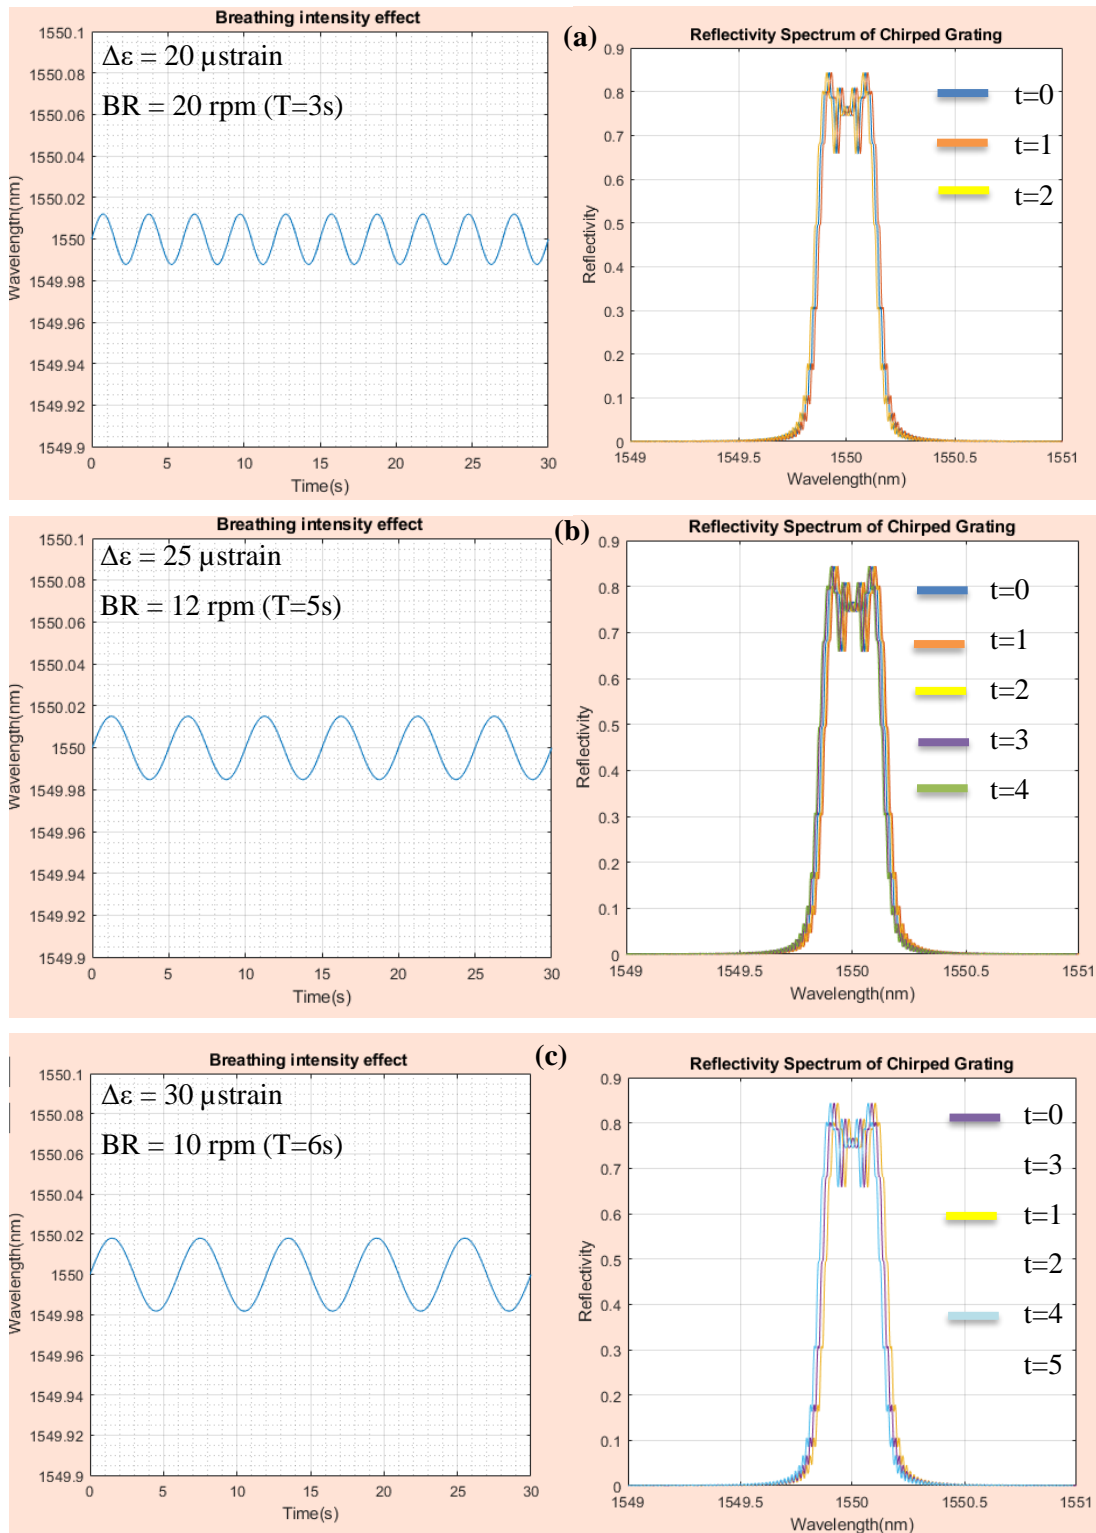 Breathing intensity effect
Δε = 20 µstrain
BR = 20 rpm (T=3s)
1550.1
1550.08
1550.06
1550.04
1550.02
1550
1549.98
1549.96
1549.94
1549.92
1549.9
Wavelength(nm)
0 5 10 15 20 25 30
Time(s)
(a)
Reflectivity Spectrum of Chirped Grating
0.9
0.8
0.7
0.6
0.5
0.4
0.3
0.2
0.1
0
Reflectivity
t=0
t=1
t=2
1549 1549.5 1550 1550.5 1551
Wavelength(nm)
Breathing intensity effect
Δε = 25 µstrain
BR = 12 rpm (T=5s)
1550.1
1550.08
1550.06
1550.04
1550.02
1550
1549.98
1549.96
1549.94
1549.92
1549.9
Wavelength(nm)
0 5 10 15 20 25 30
Time(s)
(b)
Reflectivity Spectrum of Chirped Grating
0.9
0.8
0.7
0.6
0.5
0.4
0.3
0.2
0.1
0
Reflectivity
t=0
t=1
t=2
t=3
t=4
1549 1549.5 1550 1550.5 1551
Wavelength(nm)
Breathing intensity effect
Δε = 30 µstrain
BR = 10 rpm (T=6s)
1550.1
1550.08
1550.06
1550.04
1550.02
1550
1549.98
1549.96
1549.94
1549.92
1549.9
Wavelength(nm)
0 5 10 15 20 25 30
Time(s)
(c)
Reflectivity Spectrum of Chirped Grating
0.9
0.8
0.7
0.6
0.5
0.4
0.3
0.2
0.1
0
Reflectivity
t=0
t=3
t=1
t=2
t=4
t=5
1549 1549.5 1550 1550.5 1551
Wavelength(nm)